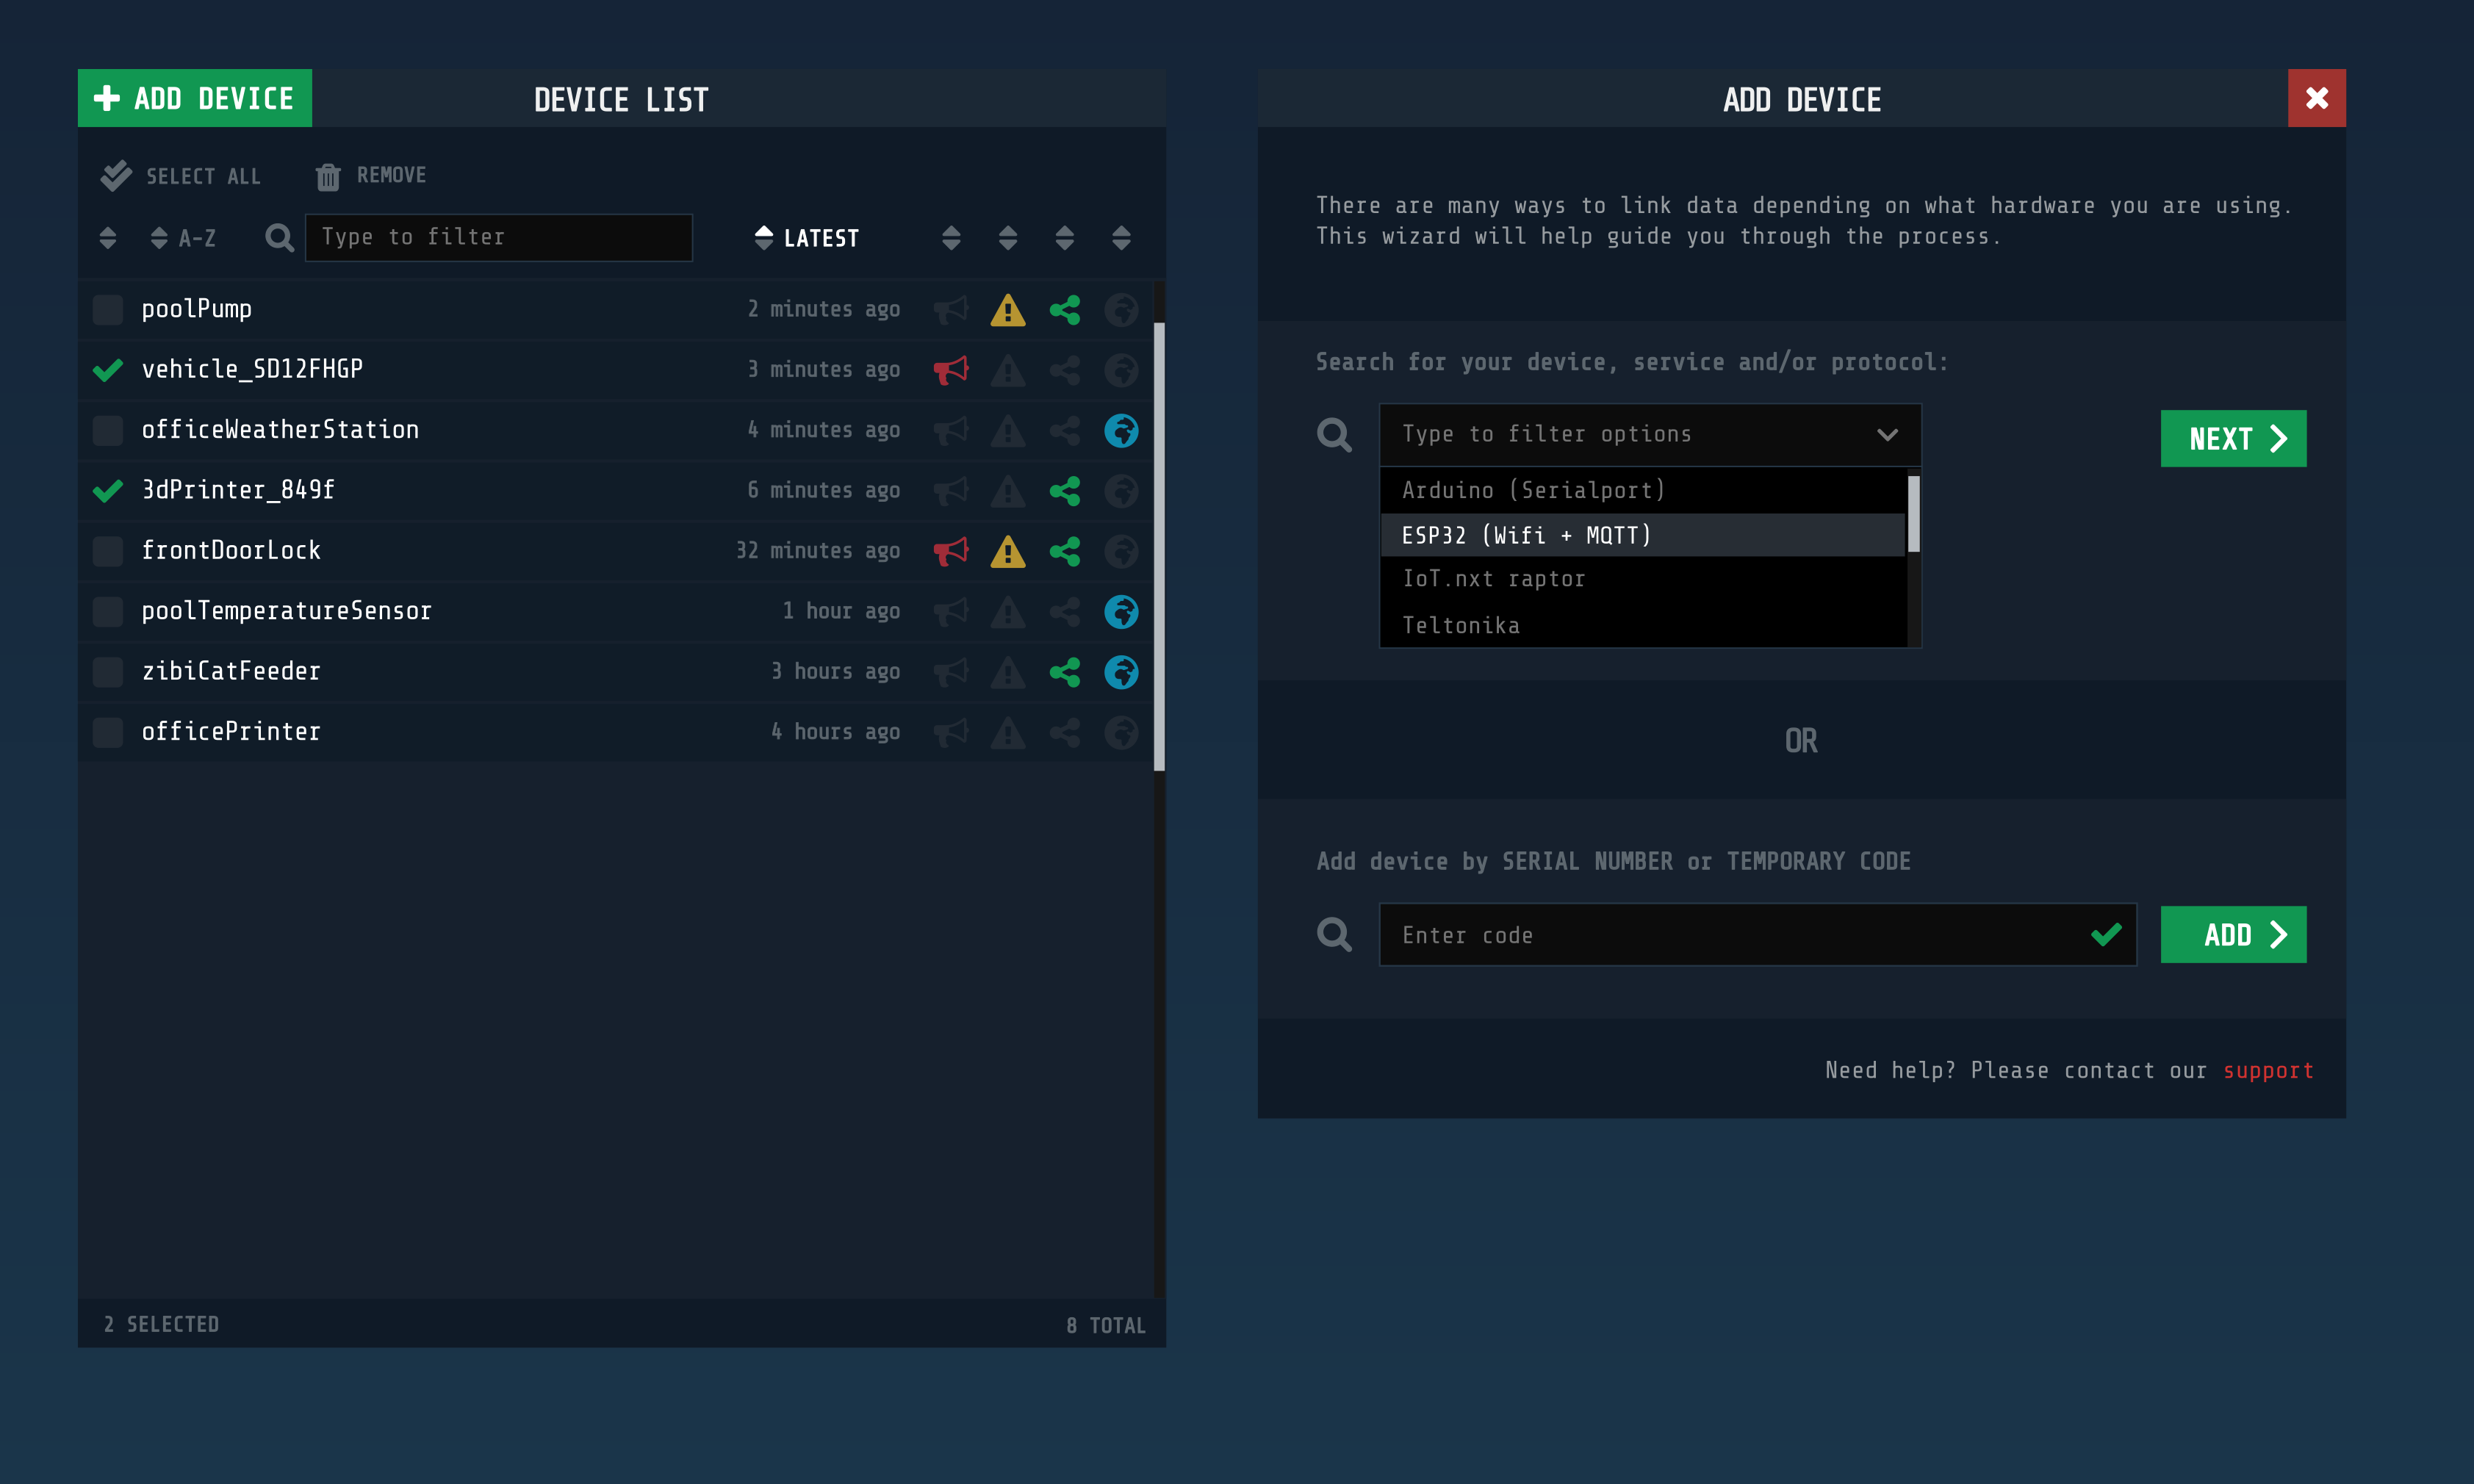 ADD DEVICE
DEVICE LIST
SELECT ALL
REMOVE
A-Z
Type to filter
LATEST
poolPump
2 minutes ago
vehicle_SD12FHGP
3 minutes ago
officeWeatherStation
4 minutes ago
3dPrinter_849f
6 minutes ago
frontDoorLock
32 minutes ago
poolTemperatureSensor
1 hour ago
zibiCatFeeder
3 hours ago
officePrinter
4 hours ago
2 SELECTED
8 TOTAL
ADD DEVICE
There are many ways to link data depending on what hardware you are using.
This wizard will help guide you through the process.
Search for your device, service and/or protocol:
Type to filter options
NEXT
Arduino (Serialport)
ESP32 (Wifi + MQTT)
IoT.nxt raptor
Teltonika
OR
Add device by SERIAL NUMBER or TEMPORARY CODE
Enter code
ADD
Need help? Please contact our support